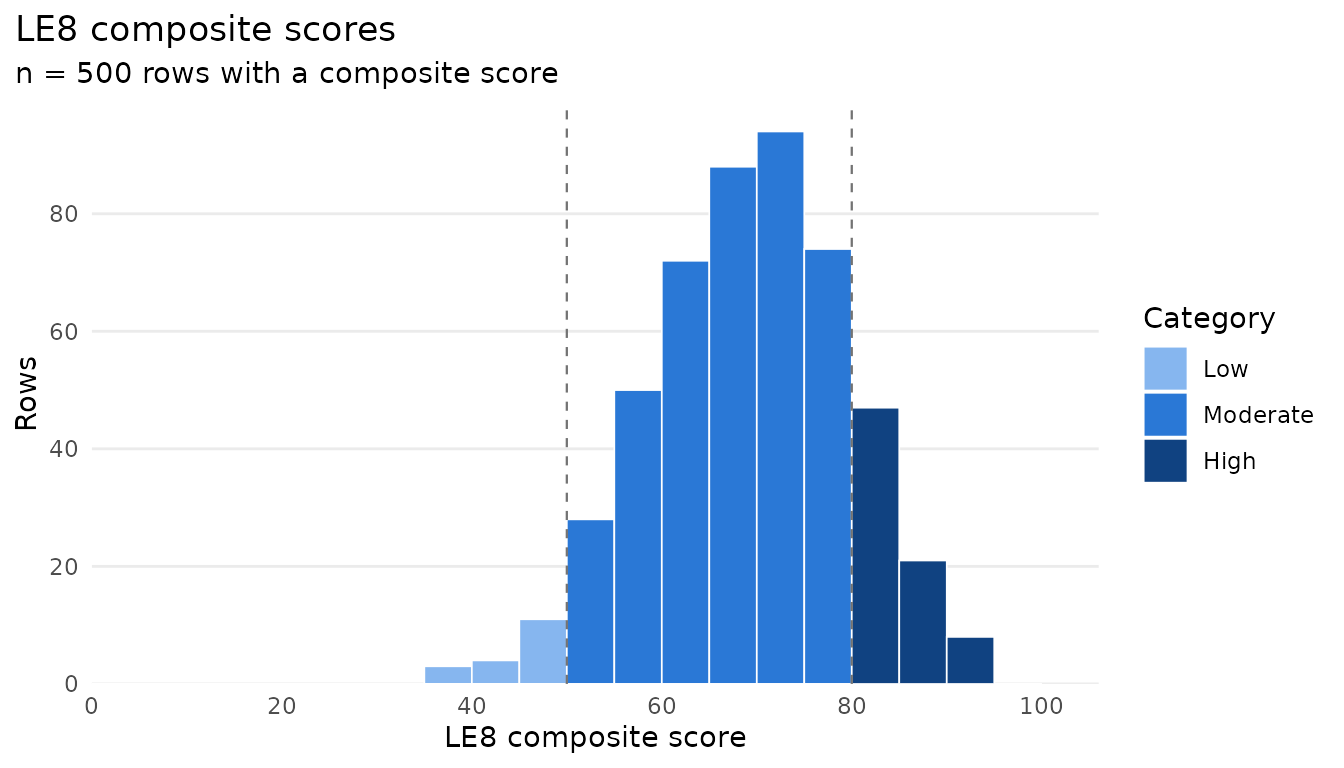 LE8 composite scores
n = 500 rows with a composite score
80
60
40
20
0
Rows
0 20 40 60 80 100
LE8 composite score
Category
Low
Moderate
High